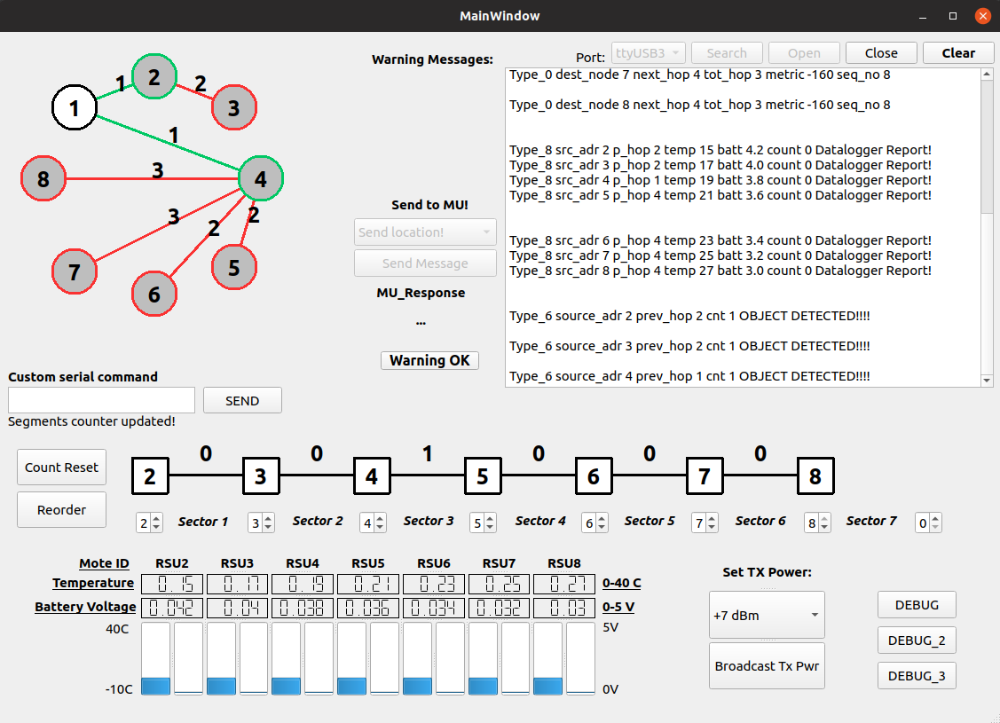 MainWindow
Warning Messages:
Port:
ttyUSB3
Search
Open
Close
Clear
1
2
2
1
3
1
8
3
4
3
2
2
7
6
5
Type_0 dest_node 7 next_hop 4 tot_hop 3 metric -160 seq_no 8
Type_0 dest_node 8 next_hop 4 tot_hop 3 metric -160 seq_no 8
Type_8 src_adr 2 p_hop 2 temp 15 batt 4.2 count 0 Datalogger Report!
Type_8 src_adr 3 p_hop 2 temp 17 batt 4.0 count 0 Datalogger Report!
Type_8 src_adr 4 p_hop 1 temp 19 batt 3.8 count 0 Datalogger Report!
Type_8 src_adr 5 p_hop 4 temp 21 batt 3.6 count 0 Datalogger Report!
Type_8 src_adr 6 p_hop 4 temp 23 batt 3.4 count 0 Datalogger Report!
Type_8 src_adr 7 p_hop 4 temp 25 batt 3.2 count 0 Datalogger Report!
Type_8 src_adr 8 p_hop 4 temp 27 batt 3.0 count 0 Datalogger Report!
Type_6 source_adr 2 prev_hop 2 cnt 1 OBJECT DETECTED!!!!
Type_6 source_adr 3 prev_hop 2 cnt 1 OBJECT DETECTED!!!!
Type_6 source_adr 4 prev_hop 1 cnt 1 OBJECT DETECTED!!!!
Send to MU!
Send location!
Send Message
MU_Response
...
Warning OK
Custom serial command
SEND
Segments counter updated!
Count Reset
Reorder
0 0 1 0 0 0
2 3 4 5 6 7 8
2 Sector 1 3 Sector 2 4 Sector 3 5 Sector 4 6 Sector 5 7 Sector 6 8 Sector 7 0
Mote ID RSU2 RSU3 RSU4 RSU5 RSU6 RSU7 RSU8
Temperature 0.15 0.17 0.19 0.21 0.23 0.25 0.27 0-40 C
Battery Voltage 0.042 0.04 0.038 0.036 0.034 0.032 0.03 0-5 V
40C 5V
-10C 0V
Set TX Power:
+7 dBm
Broadcast Tx Pwr
DEBUG
DEBUG_2
DEBUG_3